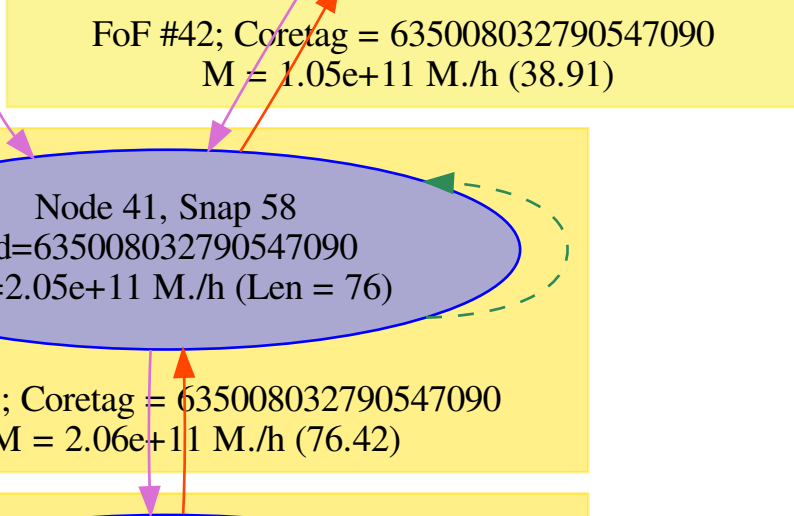 FoF #42; Coretag = 635008032790547090
M = 1.05e+11 M./h (38.91)
Node 41, Snap 58
d=635008032790547090
=2.05e+11 M./h (Len = 76)
; Coretag = 635008032790547090
M = 2.06e+11 M./h (76.42)